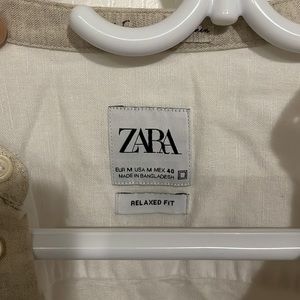 ZARA
EUR M USA M MEX 40
MADE IN BANGLADESH
RELAXED FIT